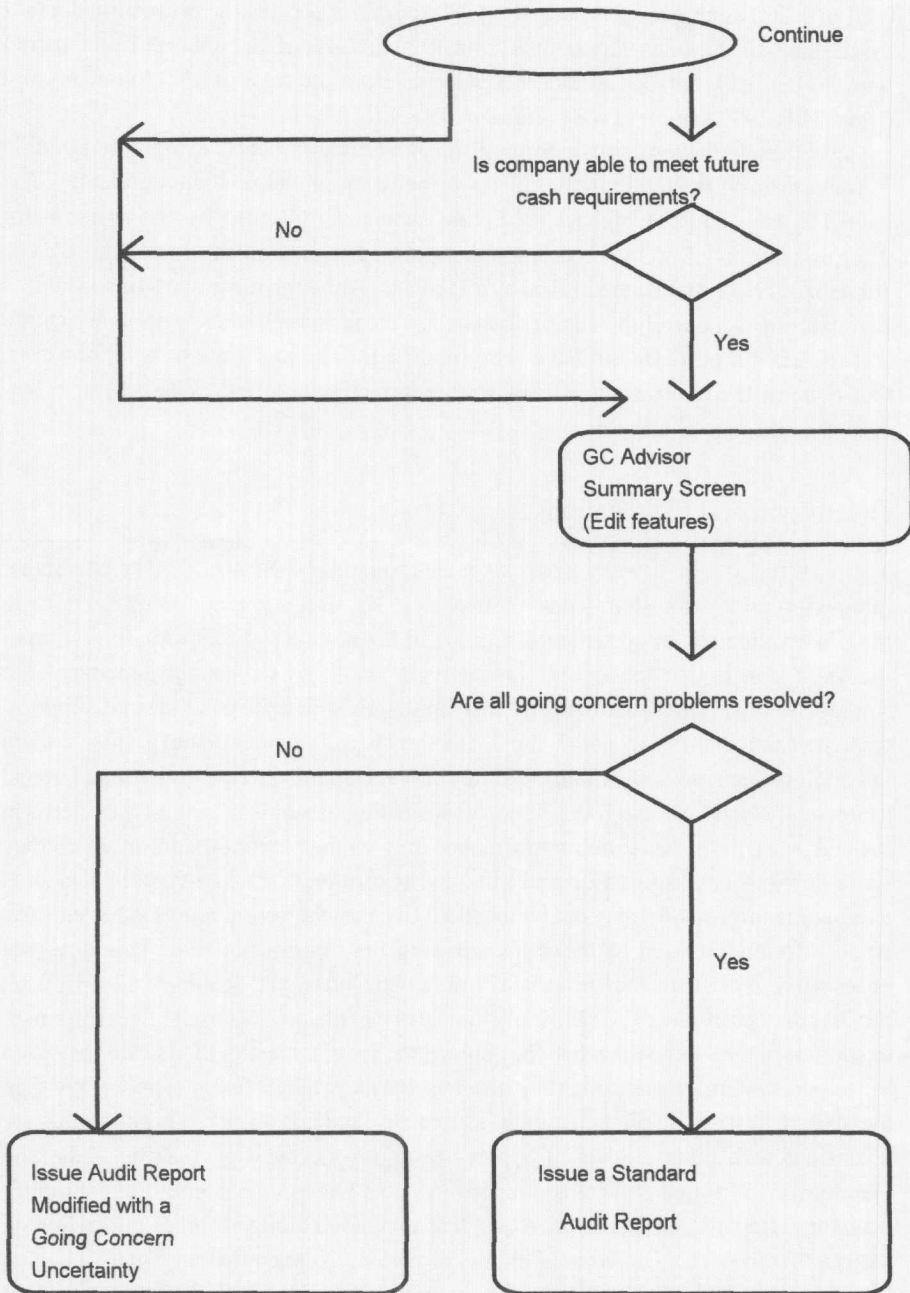 Continue
Is company able to meet future
cash requirements?
No
Yes
GC Advisor
Summary Screen
(Edit features)
Are all going concern problems resolved?
No
Yes
Issue Audit Report
Modified with a
Going Concern
Uncertainty
Issue a Standard
Audit Report